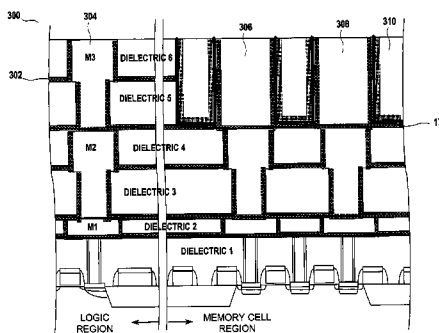 300
304
306
308
310
302
M3
DIELECTRIC 6
DIELECTRIC 5
M2
DIELECTRIC 4
DIELECTRIC 3
M1
DIELECTRIC 2
DIELECTRIC 1
LOGIC
REGION
MEMORY CELL
REGION